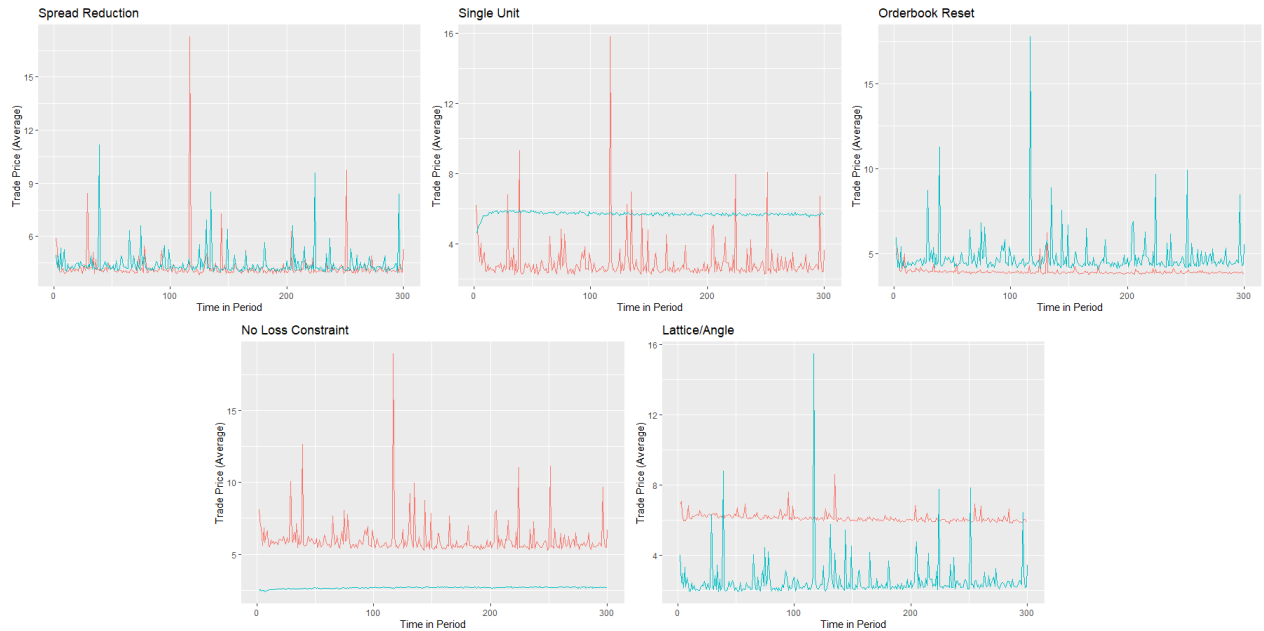 Spread Reduction
Trade Price (Average)
15
12
9
6
0
100
200
300
Time in Period
Single Unit
Trade Price (Average)
16
12
8
4
0
100
200
300
Time in Period
Orderbook Reset
Trade Price (Average)
15
10
5
0
100
200
300
Time in Period
No Loss Constraint
Trade Price (Average)
15
10
5
0
100
200
300
Time in Period
Lattice/Angle
Trade Price (Average)
16
12
8
4
0
100
200
300
Time in Period